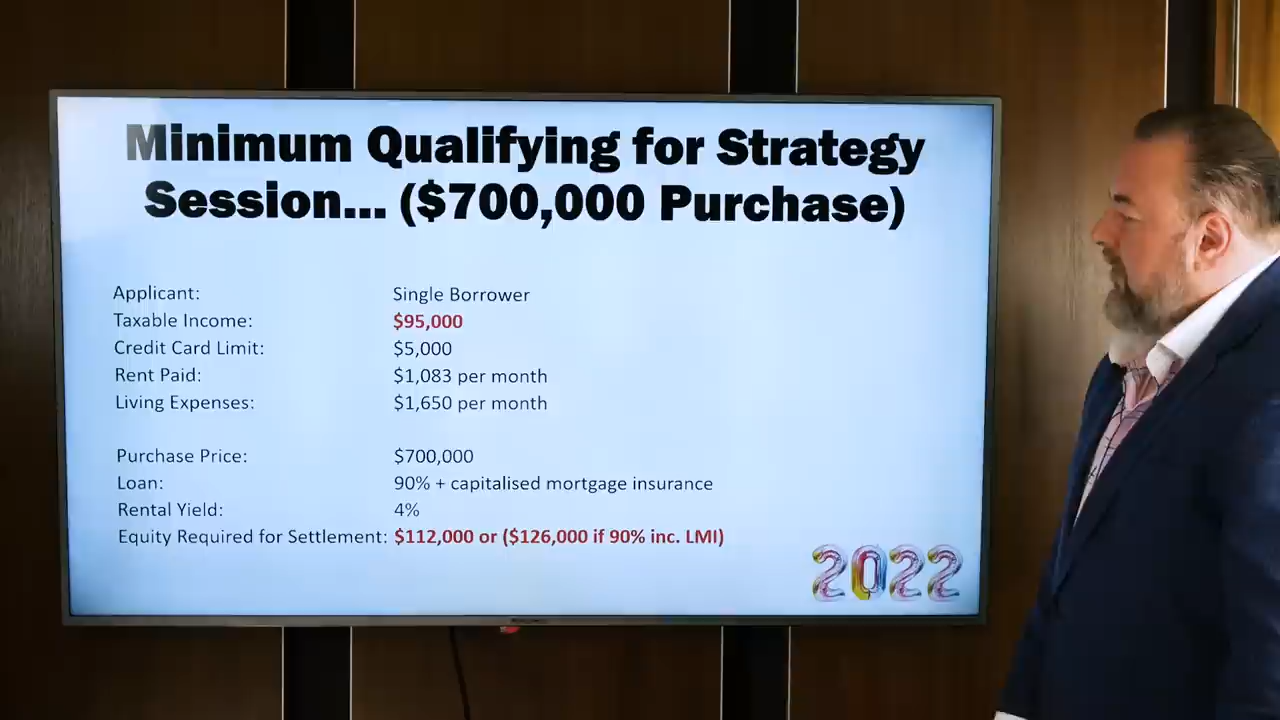 Minimum Qualifying for Strategy
Session... ($700,000 Purchase)
Applicant: Single Borrower
Taxable Income: $95,000
Credit Card Limit: $5,000
Rent Paid: $1,083 per month
Living Expenses: $1,650 per month
Purchase Price: $700,000
Loan: 90% + capitalised mortgage insurance
Rental Yield: 4%
Equity Required for Settlement: $112,000 or ($126,000 if 90% inc. LMI)
2022